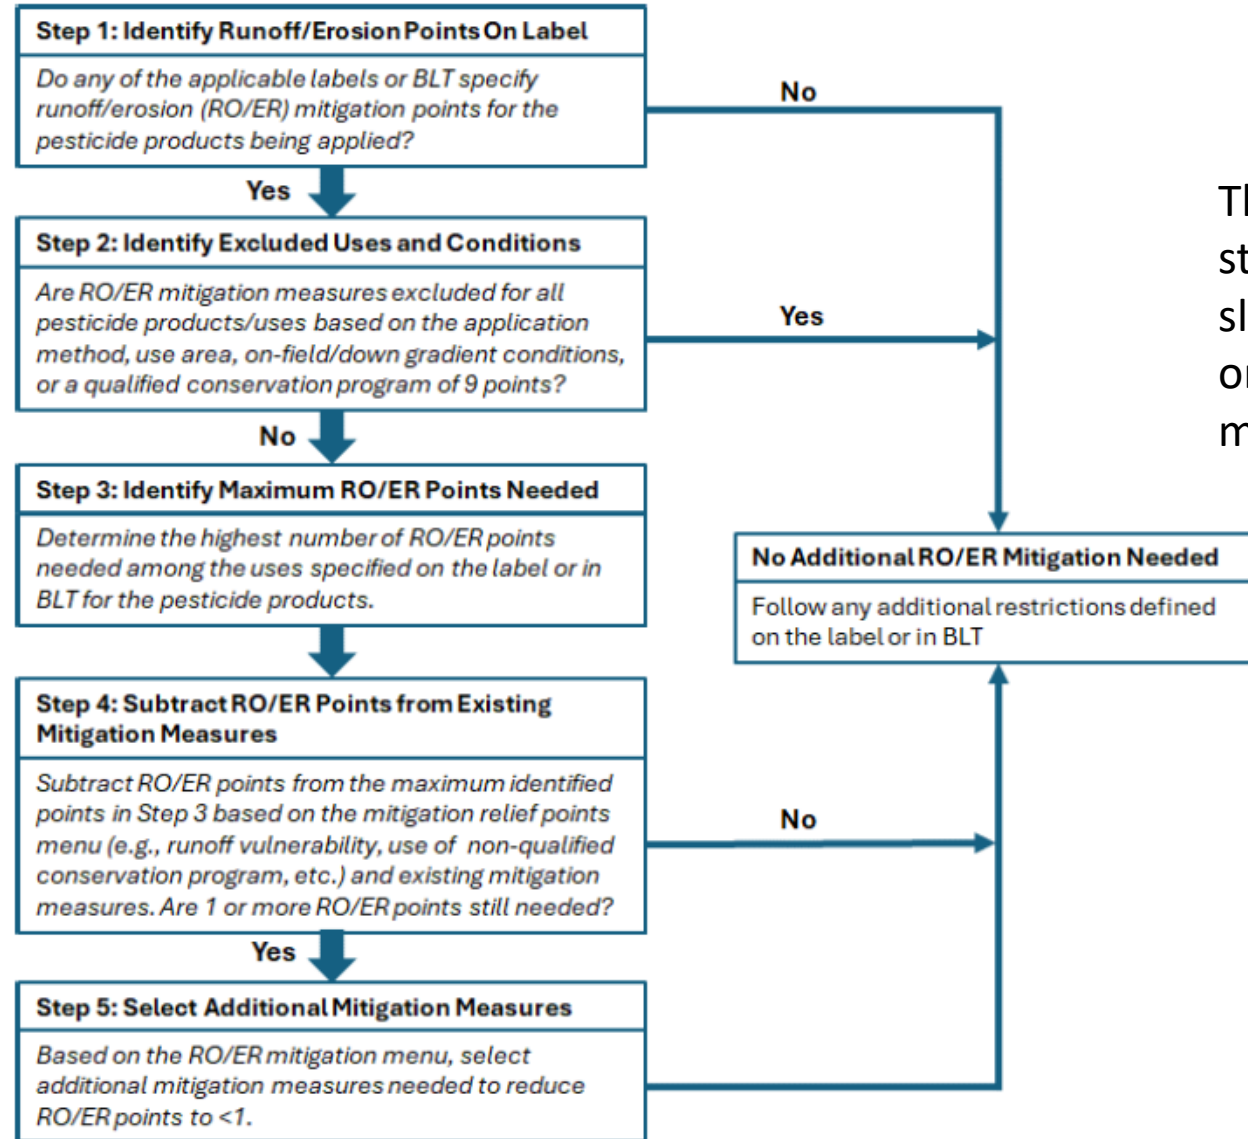 Step 1: Identify Runoff/Erosion Points On Label
Do any of the applicable labels or BLT specify
runoff/erosion (RO/ER) mitigation points for the
pesticide products being applied?
No
Yes
Step 2: Identify Excluded Uses and Conditions
Are RO/ER mitigation measures excluded for all
pesticide products/uses based on the application
method, use area, on-field/down gradient conditions,
or a qualified conservation program of 9 points?
Yes
No
Step 3: Identify Maximum RO/ER Points Needed
Determine the highest number of RO/ER points
needed among the uses specified on the label or in
BLT for the pesticide products.
No Additional RO/ER Mitigation Needed
Follow any additional restrictions defined
on the label or in BLT
Step 4: Subtract RO/ER Points from Existing
Mitigation Measures
Subtract RO/ER points from the maximum identified
points in Step 3 based on the mitigation relief points
menu (e.g., runoff vulnerability, use of non-qualified
conservation program, etc.) and existing mitigation
measures. Are 1 or more RO/ER points still needed?
No
Yes
Step 5: Select Additional Mitigation Measures
Based on the RO/ER mitigation menu, select
additional mitigation measures needed to reduce
RO/ER points to <1.